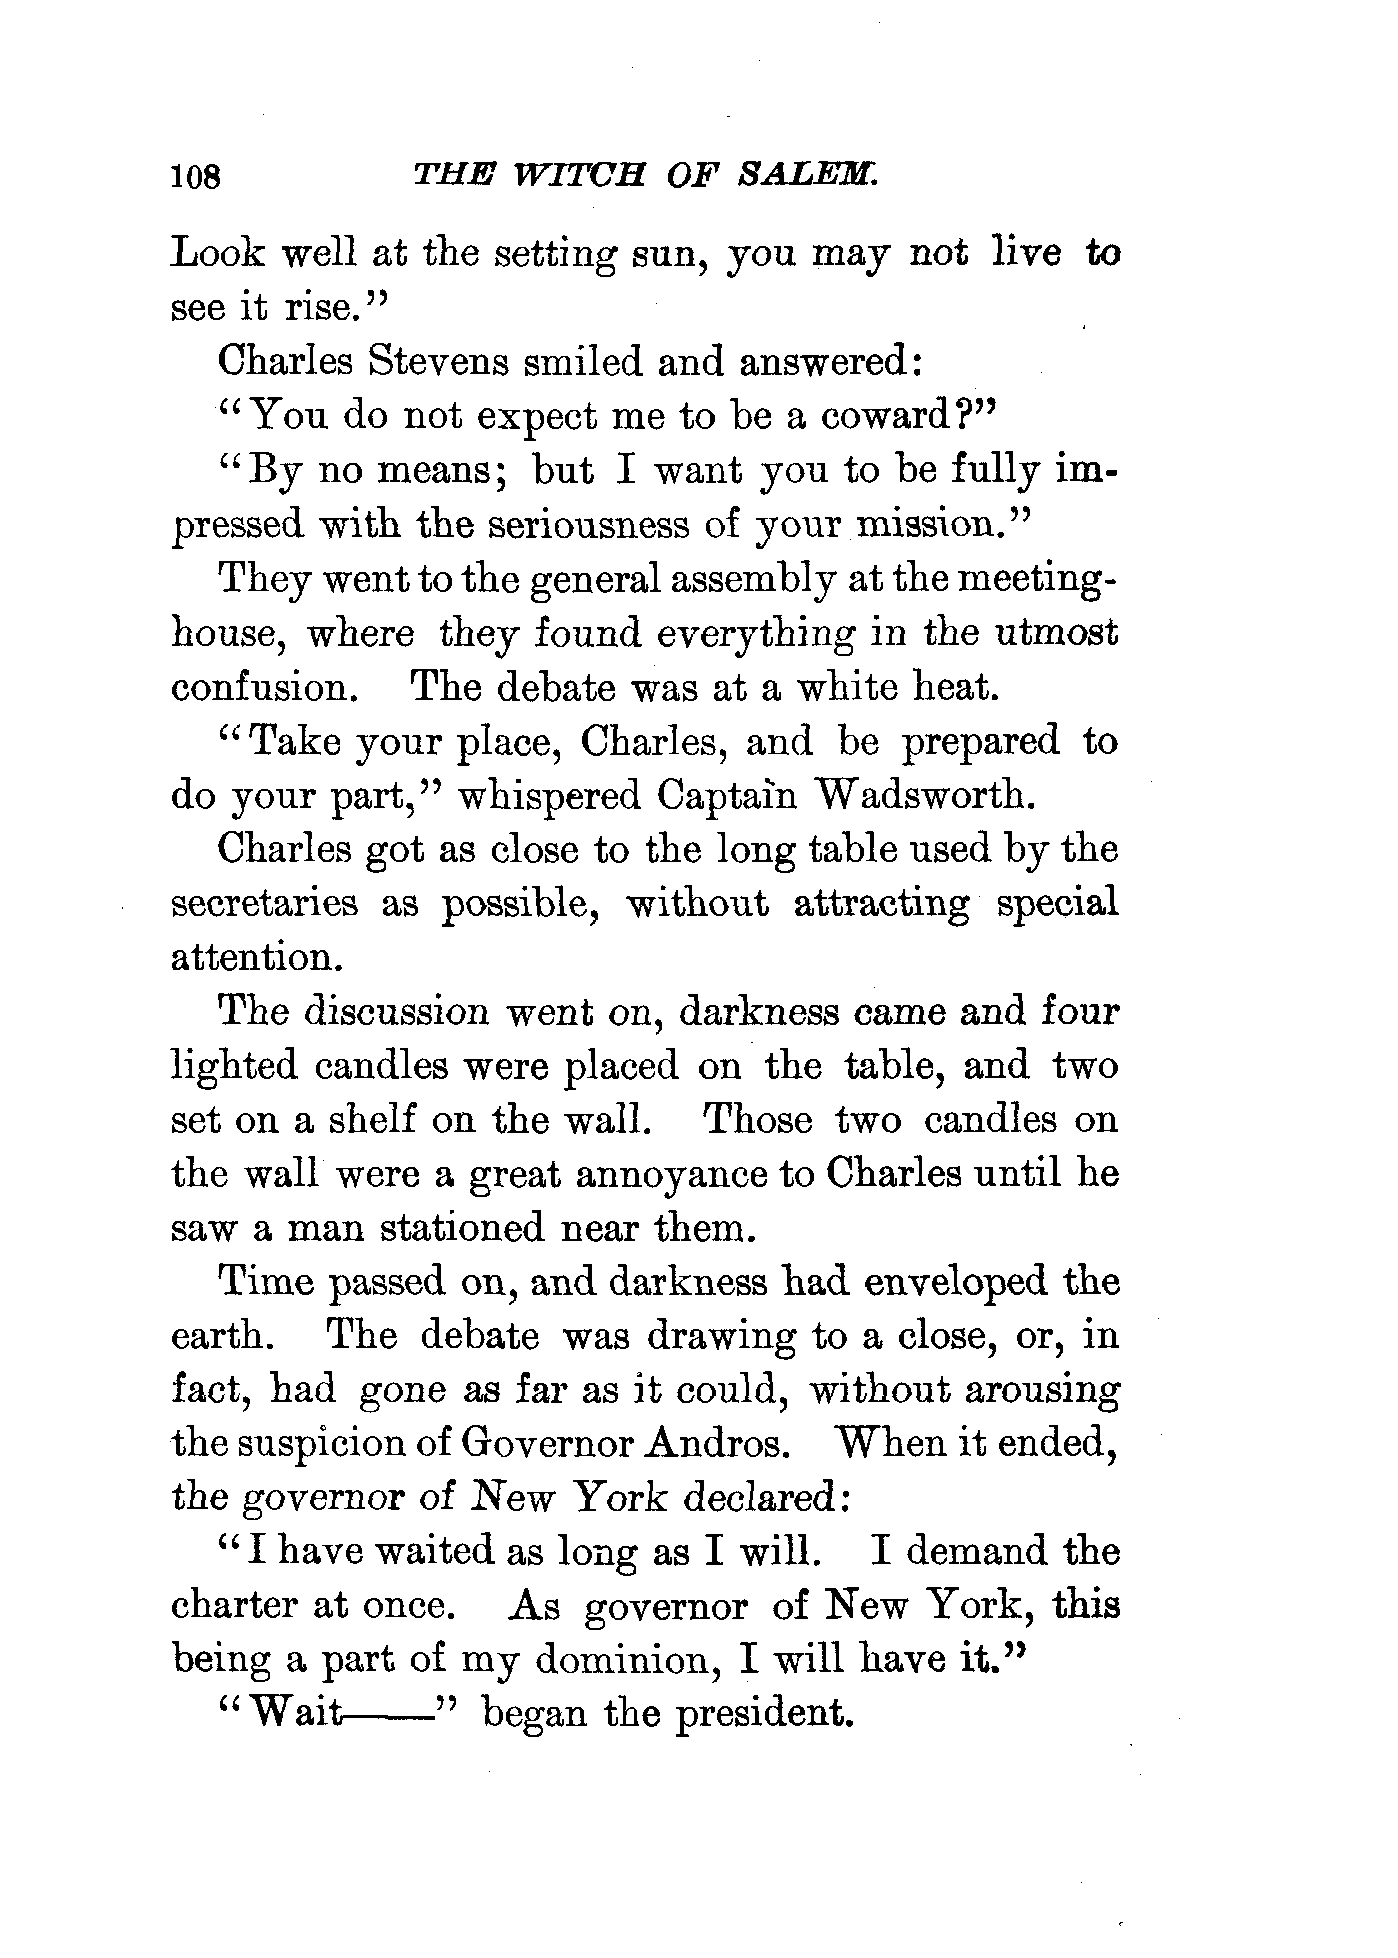 108 THE WITCH OF SALEM.
Look well at the setting sun, you may not live to
see it rise."
Charles Stevens smiled and answered:
"You do not expect me to be a coward?"
"By no means; but I want you to be fully im-
pressed with the seriousness of your mission."
They went to the general assembly at the meeting-
house, where they found everything in the utmost
confusion. The debate was at a white heat.
"Take your place, Charles, and be prepared to
do your part," whispered Captain Wadsworth.
Charles got as close to the long table used by the
secretaries as possible, without attracting special
attention.
The discussion went on, darkness came and four
lighted candles were placed on the table, and two
set on a shelf on the wall. Those two candles on
the wall were a great annoyance to Charles until he
saw a man stationed near them.
Time passed on, and darkness had enveloped the
earth. The debate was drawing to a close, or, in
fact, had gone as far as it could, without arousing
the suspicion of Governor Andros. When it ended,
the governor of New York declared:
"I have waited as long as I will. I demand the
charter at once. As governor of New York, this
being a part of my dominion, I will have it."
"Wait——" began the president.